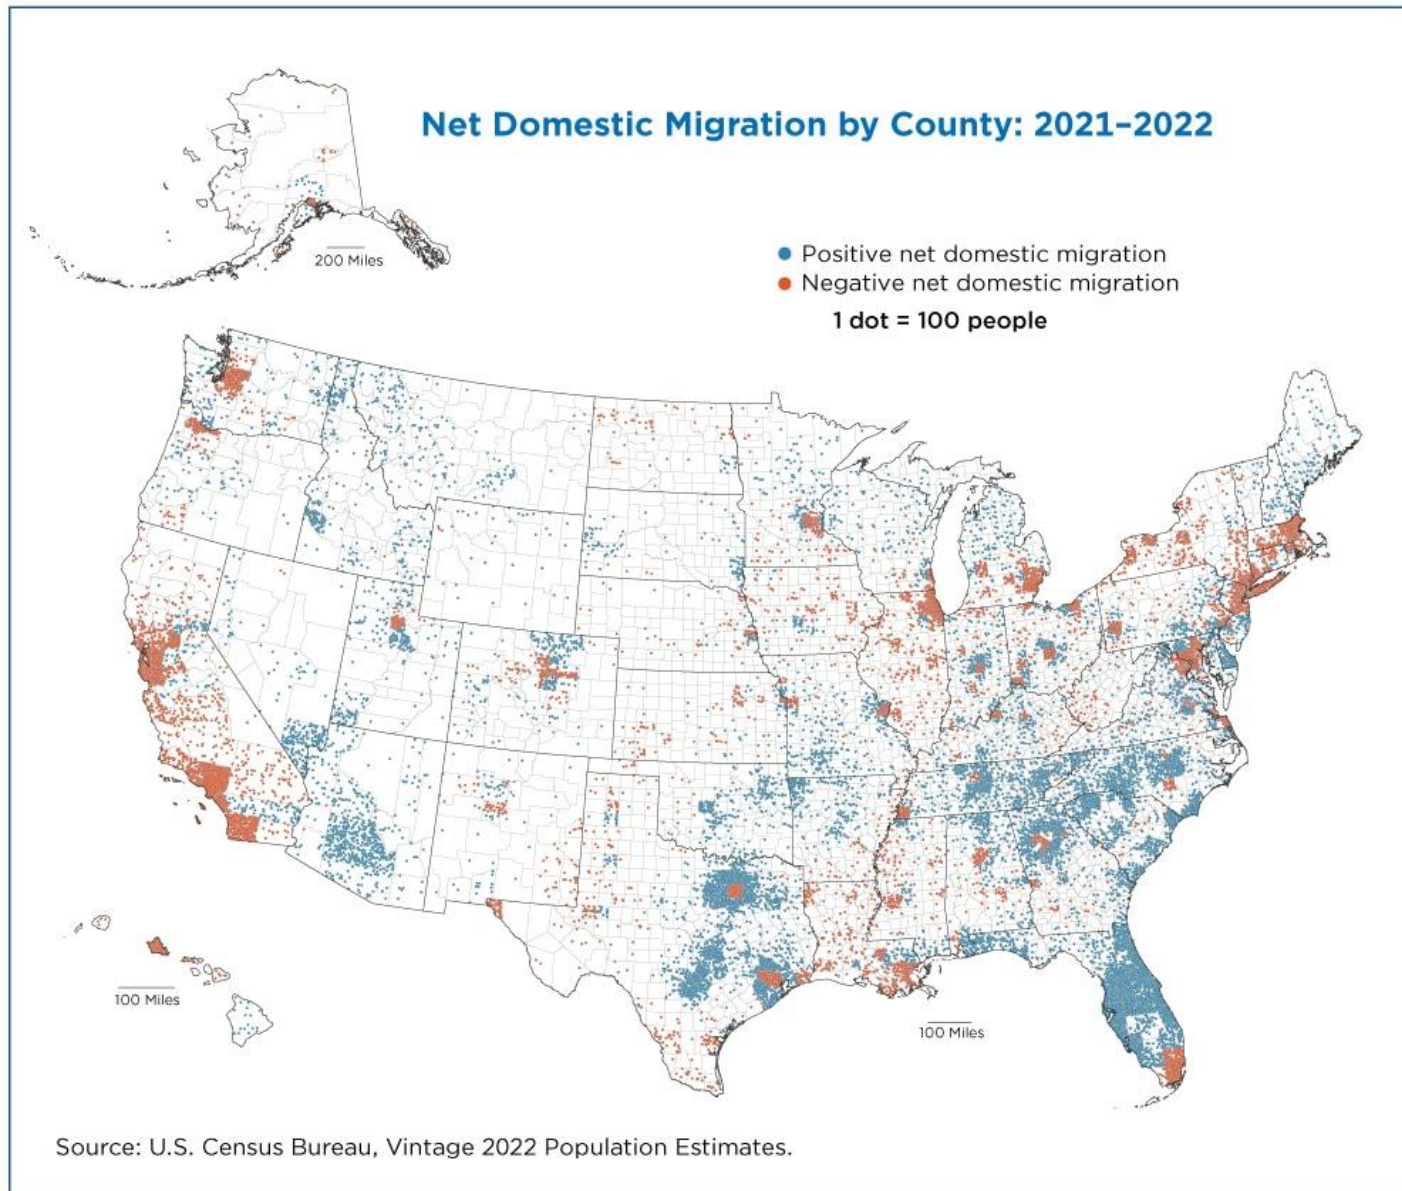 Net Domestic Migration by County: 2021–2022
200 Miles
Positive net domestic migration
Negative net domestic migration
1 dot = 100 people
100 Miles
100 Miles
Source: U.S. Census Bureau, Vintage 2022 Population Estimates.